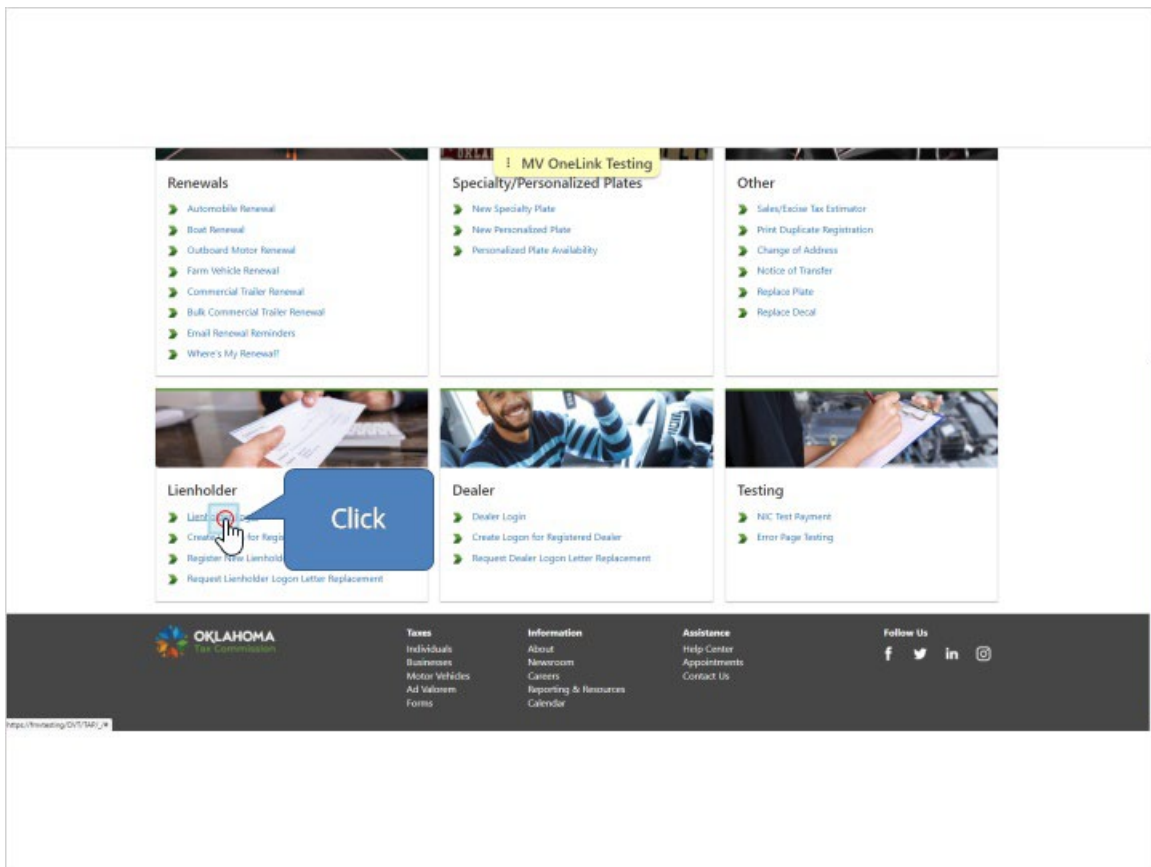 MV OneLink Testing
Renewals
Automobile Renewal
Boat Renewal
Outboard Motor Renewal
Farm Vehicle Renewal
Commercial Trailer Renewal
Bulk Commercial Trailer Renewal
Email Renewal Reminders
Where's My Renewal?
Specialty/Personalized Plates
New Specialty Plate
New Personalized Plate
Personalized Plate Availability
Other
Sales/Excise Tax Estimator
Print Duplicate Registration
Change of Address
Notice of Transfer
Replace Plate
Replace Decal
Lienholder
Click
Create for
Register New
Request Lienholder Logon Letter Replacement
Dealer
Dealer Login
Create Logon for Registered Dealer
Request Dealer Logon Letter Replacement
Testing
NIC Test Payment
Error Page Testing
OKLAHOMA
Tax Commission
Taxes
Individuals
Businesses
Motor Vehicles
Ad Valorem
Forms
Information
About
Newsroom
Careers
Reporting & Resources
Calendar
Assistance
Help Center
Appointments
Contact Us
Follow Us